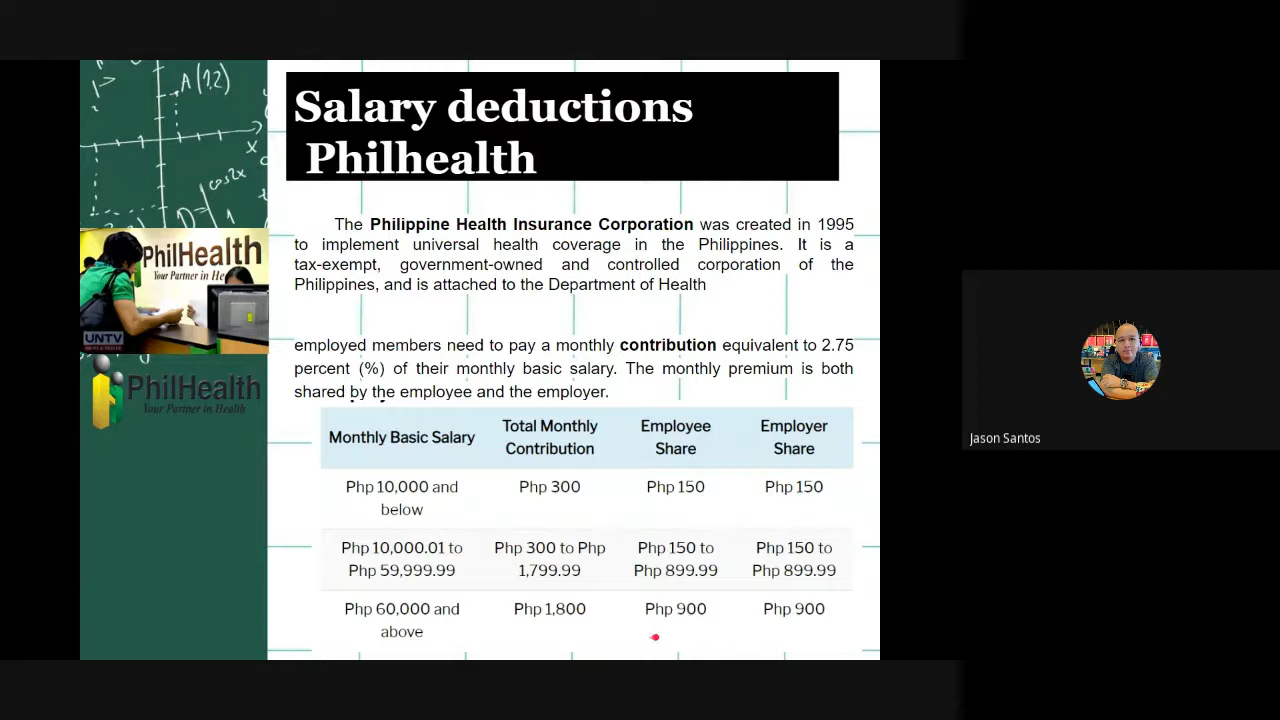 A(1,2)
x
cos2x
D=
1
Salary deductions
Philhealth
PhilHealth
Your Partner in He
UNTV
NEWS & RESCUE
PhilHealth
Your Partner in Health
The Philippine Health Insurance Corporation was created in 1995
to implement universal health coverage in the Philippines. It is a
tax-exempt, government-owned and controlled corporation of the
Philippines, and is attached to the Department of Health
employed members need to pay a monthly contribution equivalent to 2.75
percent (%) of their monthly basic salary. The monthly premium is both
shared by the employee and the employer.
Monthly Basic Salary
Total Monthly
Contribution
Employee
Share
Employer
Share
Php 10,000 and
below
Php 300
Php 150
Php 150
Php 10,000.01 to
Php 59,999.99
Php 300 to Php
1,799.99
Php 150 to
Php 899.99
Php 150 to
Php 899.99
Php 60,000 and
above
Php 1,800
Php 900
Php 900
Jason Santos